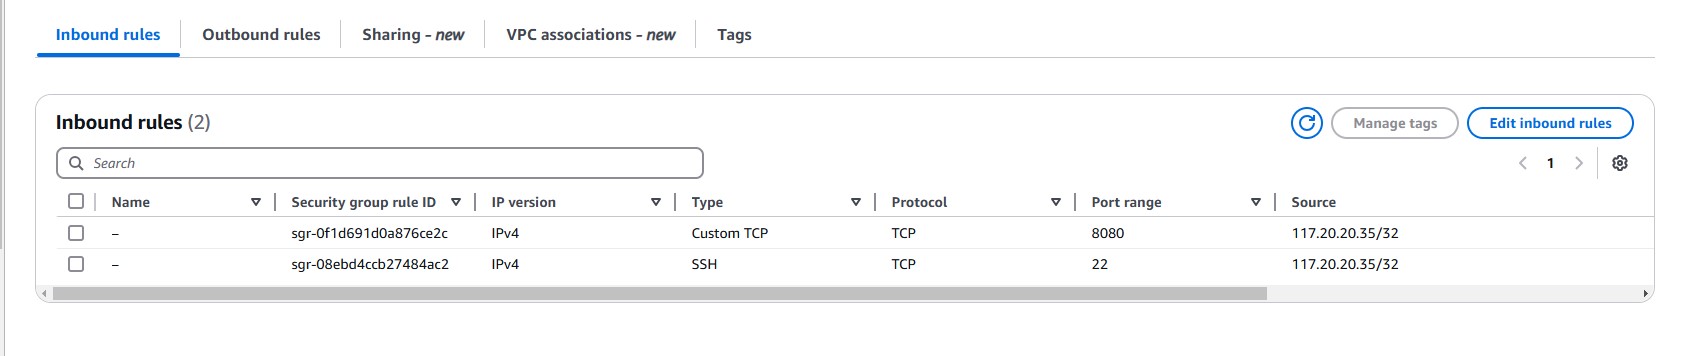 Inbound rules Outbound rules Sharing - new VPC associations - new Tags
Inbound rules (2) Manage tags Edit inbound rules
Search 1
Name Security group rule ID IP version Type Protocol Port range Source
– sgr-0f1d691d0a876ce2c IPv4 Custom TCP TCP 8080 117.20.20.35/32
– sgr-08ebd4ccb27484ac2 IPv4 SSH TCP 22 117.20.20.35/32